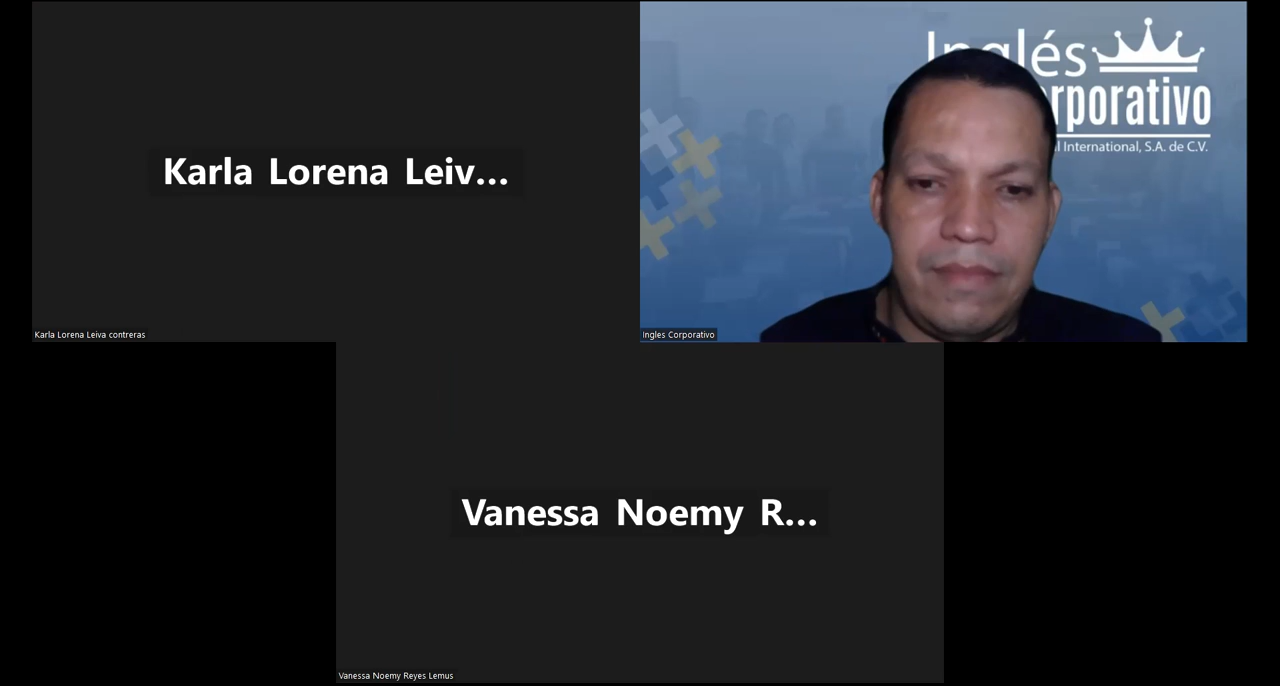 Inglés
rporativo
l International, S.A. de C.V.
Karla Lorena Leiv...
Karla Lorena Leiva contreras
Ingles Corporativo
Vanessa Noemy R...
Vanessa Noemy Reyes Lemus